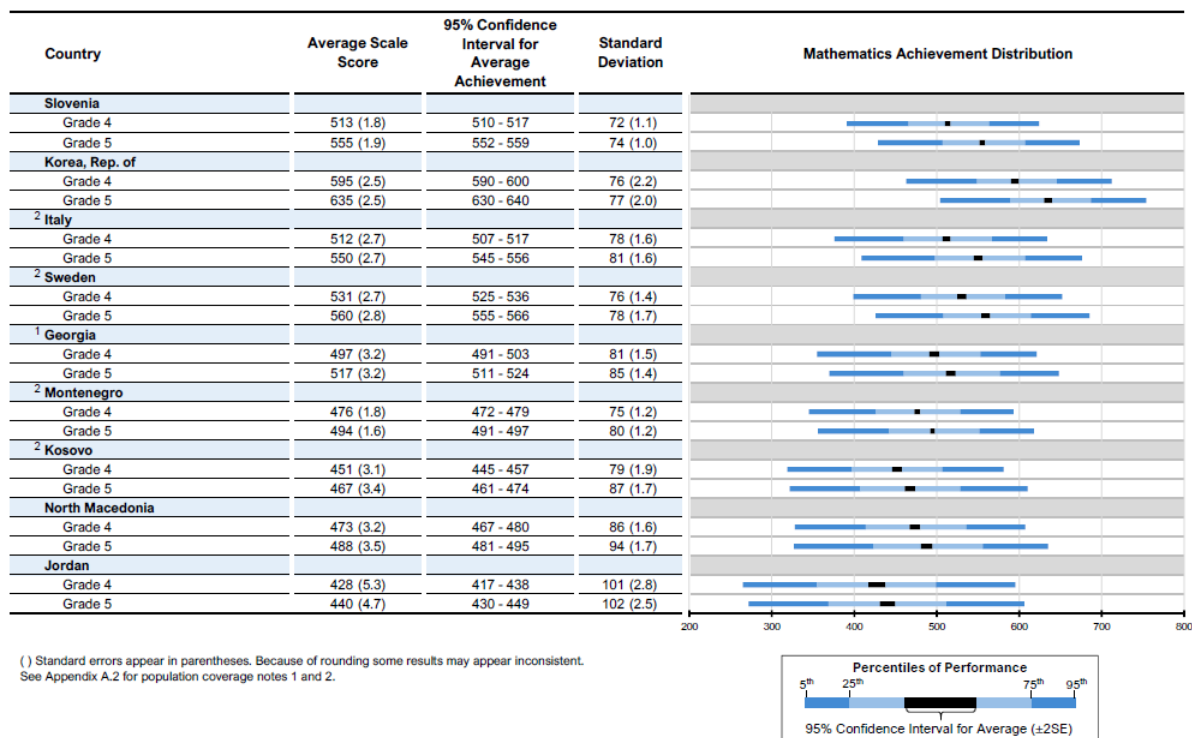 Country Average Scale Score 95% Confidence Interval for Average Achievement Standard Deviation Mathematics Achievement Distribution
Slovenia
Grade 4 513 (1.8) 510 - 517 72 (1.1)
Grade 5 555 (1.9) 552 - 559 74 (1.0)
Korea, Rep. of
Grade 4 595 (2.5) 590 - 600 76 (2.2)
Grade 5 635 (2.5) 630 - 640 77 (2.0)
2 Italy
Grade 4 512 (2.7) 507 - 517 78 (1.6)
Grade 5 550 (2.7) 545 - 556 81 (1.6)
2 Sweden
Grade 4 531 (2.7) 525 - 536 76 (1.4)
Grade 5 560 (2.8) 555 - 566 78 (1.7)
1 Georgia
Grade 4 497 (3.2) 491 - 503 81 (1.5)
Grade 5 517 (3.2) 511 - 524 85 (1.4)
2 Montenegro
Grade 4 476 (1.8) 472 - 479 75 (1.2)
Grade 5 494 (1.6) 491 - 497 80 (1.2)
2 Kosovo
Grade 4 451 (3.1) 445 - 457 79 (1.9)
Grade 5 467 (3.4) 461 - 474 87 (1.7)
North Macedonia
Grade 4 473 (3.2) 467 - 480 86 (1.6)
Grade 5 488 (3.5) 481 - 495 94 (1.7)
Jordan
Grade 4 428 (5.3) 417 - 438 101 (2.8)
Grade 5 440 (4.7) 430 - 449 102 (2.5)
200 300 400 500 600 700 800
( ) Standard errors appear in parentheses. Because of rounding some results may appear inconsistent.
See Appendix A.2 for population coverage notes 1 and 2.
Percentiles of Performance
5th 25th 75th 95th
95% Confidence Interval for Average (±2SE)